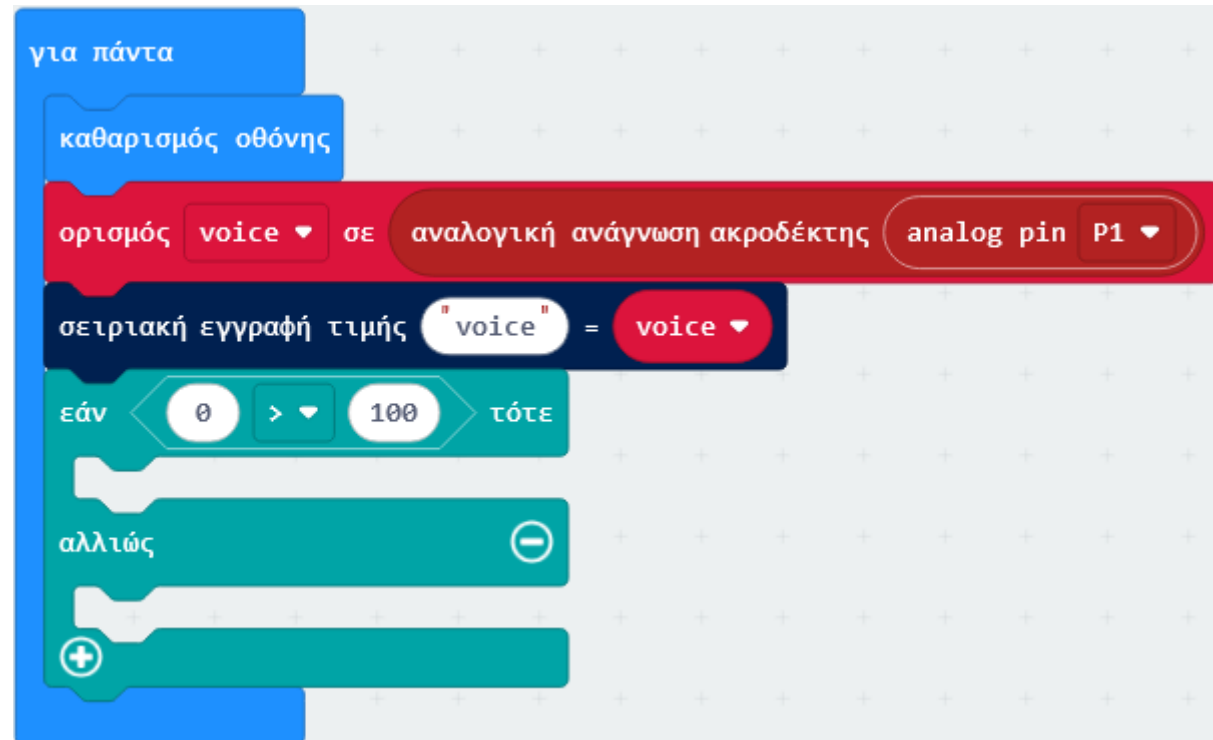 για πάντα
καθαρισμός οθόνης
ορισμός voice σε αναλογική ανάγνωση ακροδέκτης analog pin P1
σειριακή εγγραφή τιμής "voice" = voice
εάν 0 > 100 τότε
αλλιώς